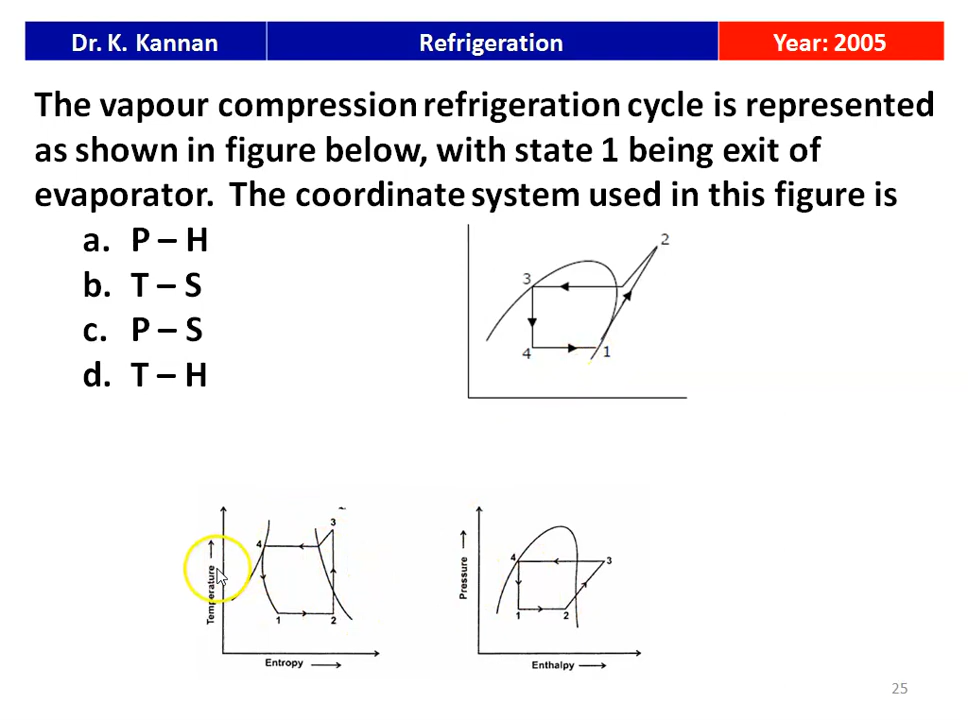 Dr. K. Kannan
Refrigeration
Year: 2005
The vapour compression refrigeration cycle is represented
as shown in figure below, with state 1 being exit of
evaporator. The coordinate system used in this figure is
a. P – H
b. T – S
c. P – S
d. T – H
2
3
4
1
Temperature
4
3
1
2
Entropy
Pressure
4
3
1
2
Enthalpy
25